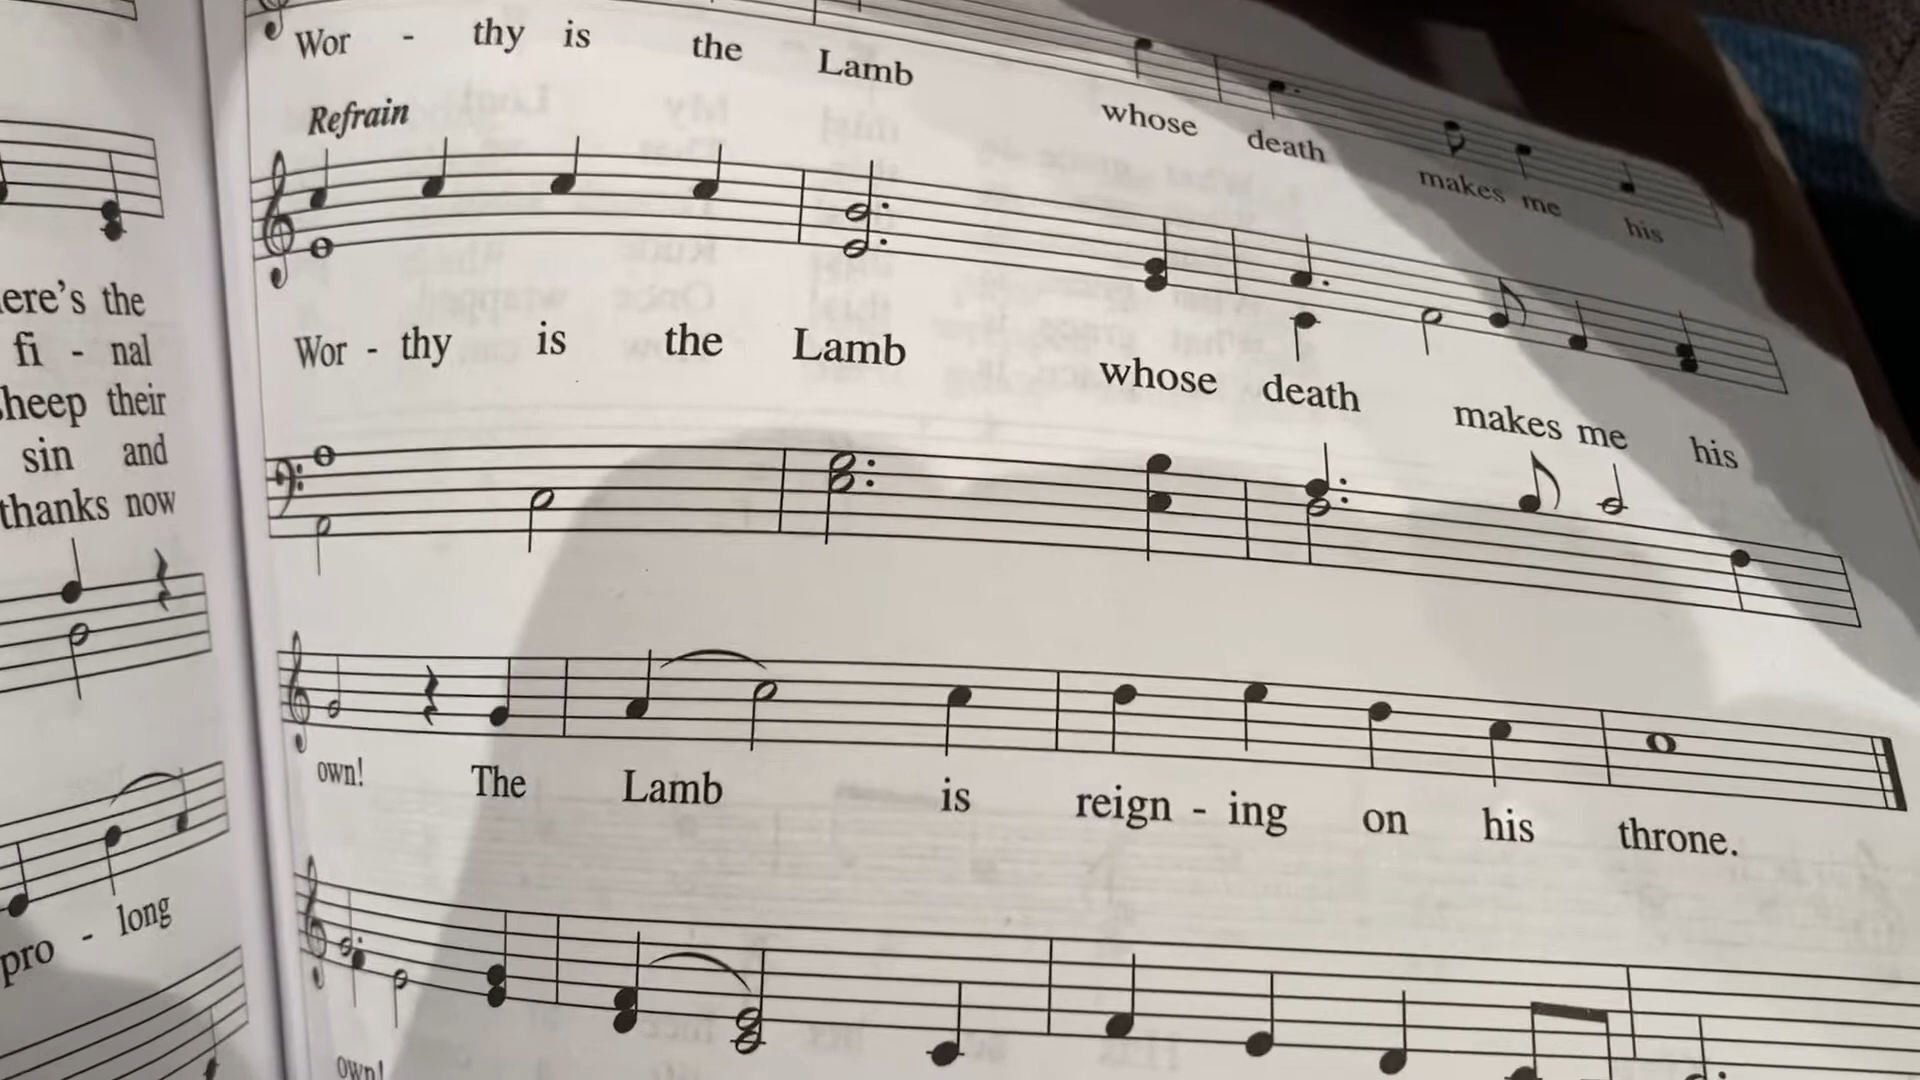 Wor - thy is the Lamb whose death makes me his
Refrain
Wor - thy is the Lamb whose death makes me his
own! The Lamb is reign - ing on his throne.
own!
ere's the
fi - nal
heep their
sin and
thanks now
pro - long